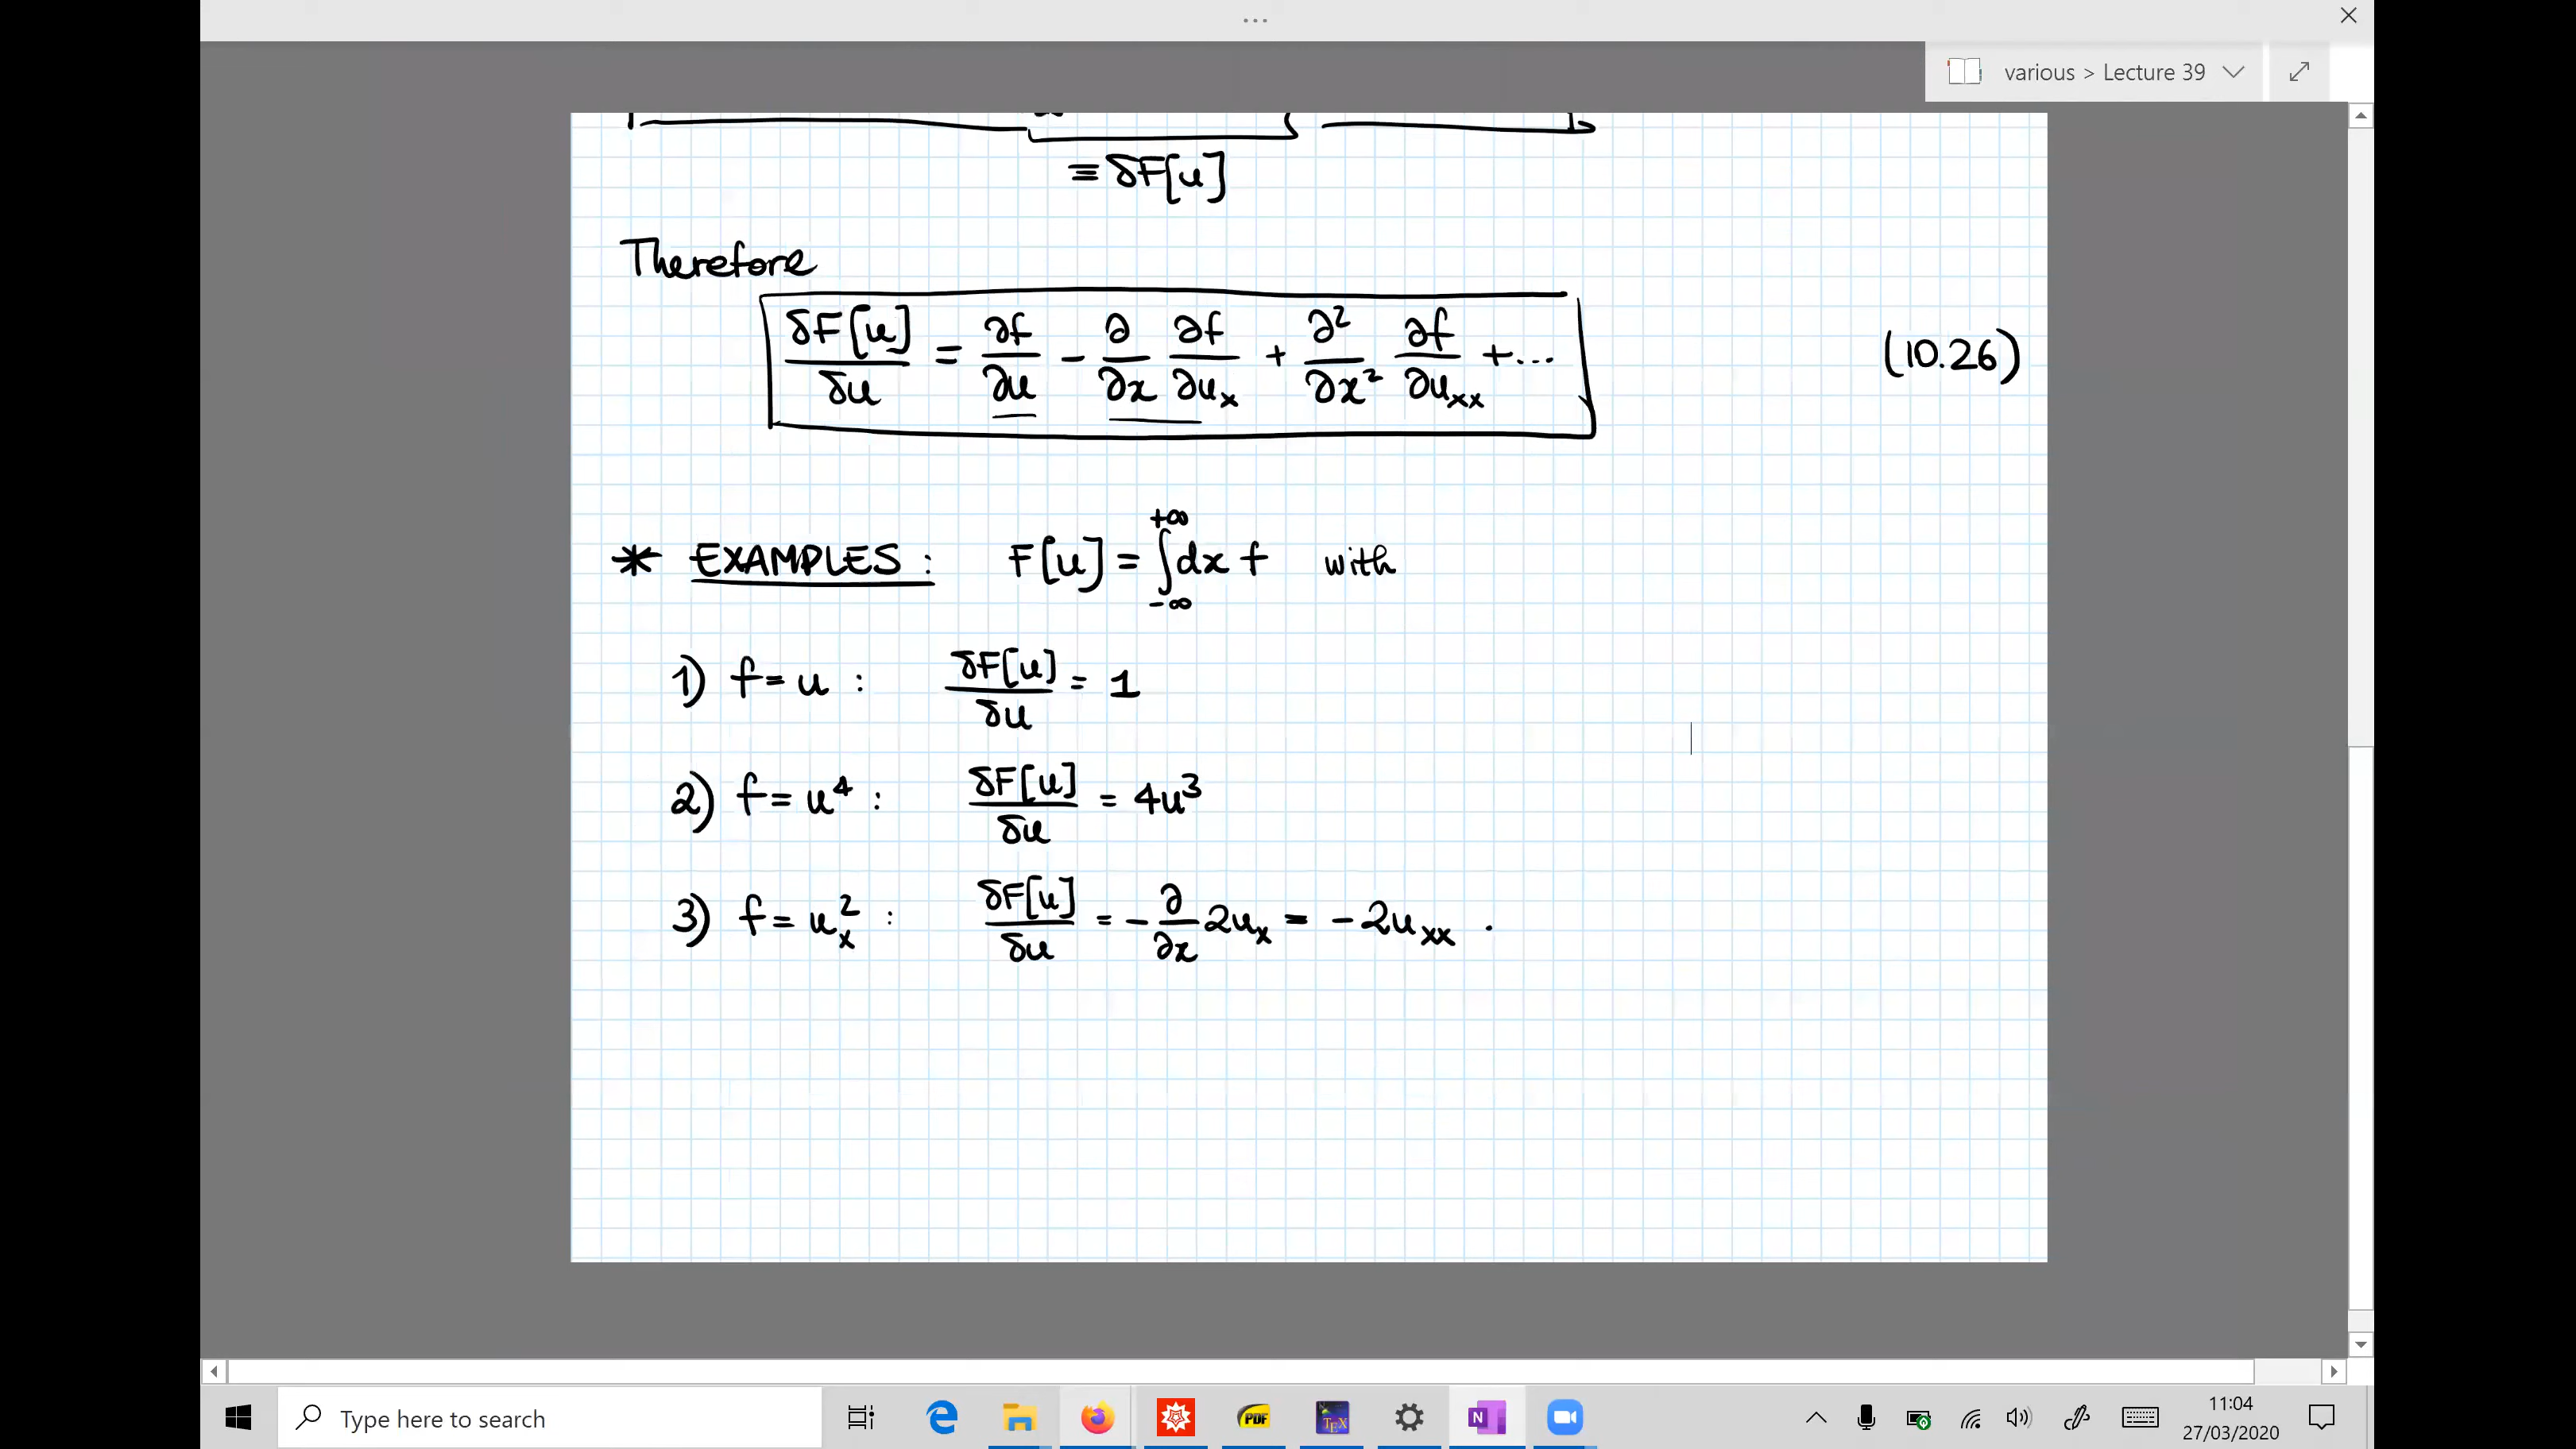 ...
various > Lecture 39
≡ δF[u]
Therefore
δF[u]/δu = ∂f/∂u - ∂/∂x ∂f/∂u_x + ∂²/∂x² ∂f/∂u_xx + ... (10.26)
* EXAMPLES : F[u] = ∫_{-∞}^{+∞} dx f with
1) f = u : δF[u]/δu = 1
2) f = u⁴ : δF[u]/δu = 4u³
3) f = u_x² : δF[u]/δu = - ∂/∂x 2u_x = - 2u_xx .
Type here to search
PDF
TEX
N
11:04
27/03/2020